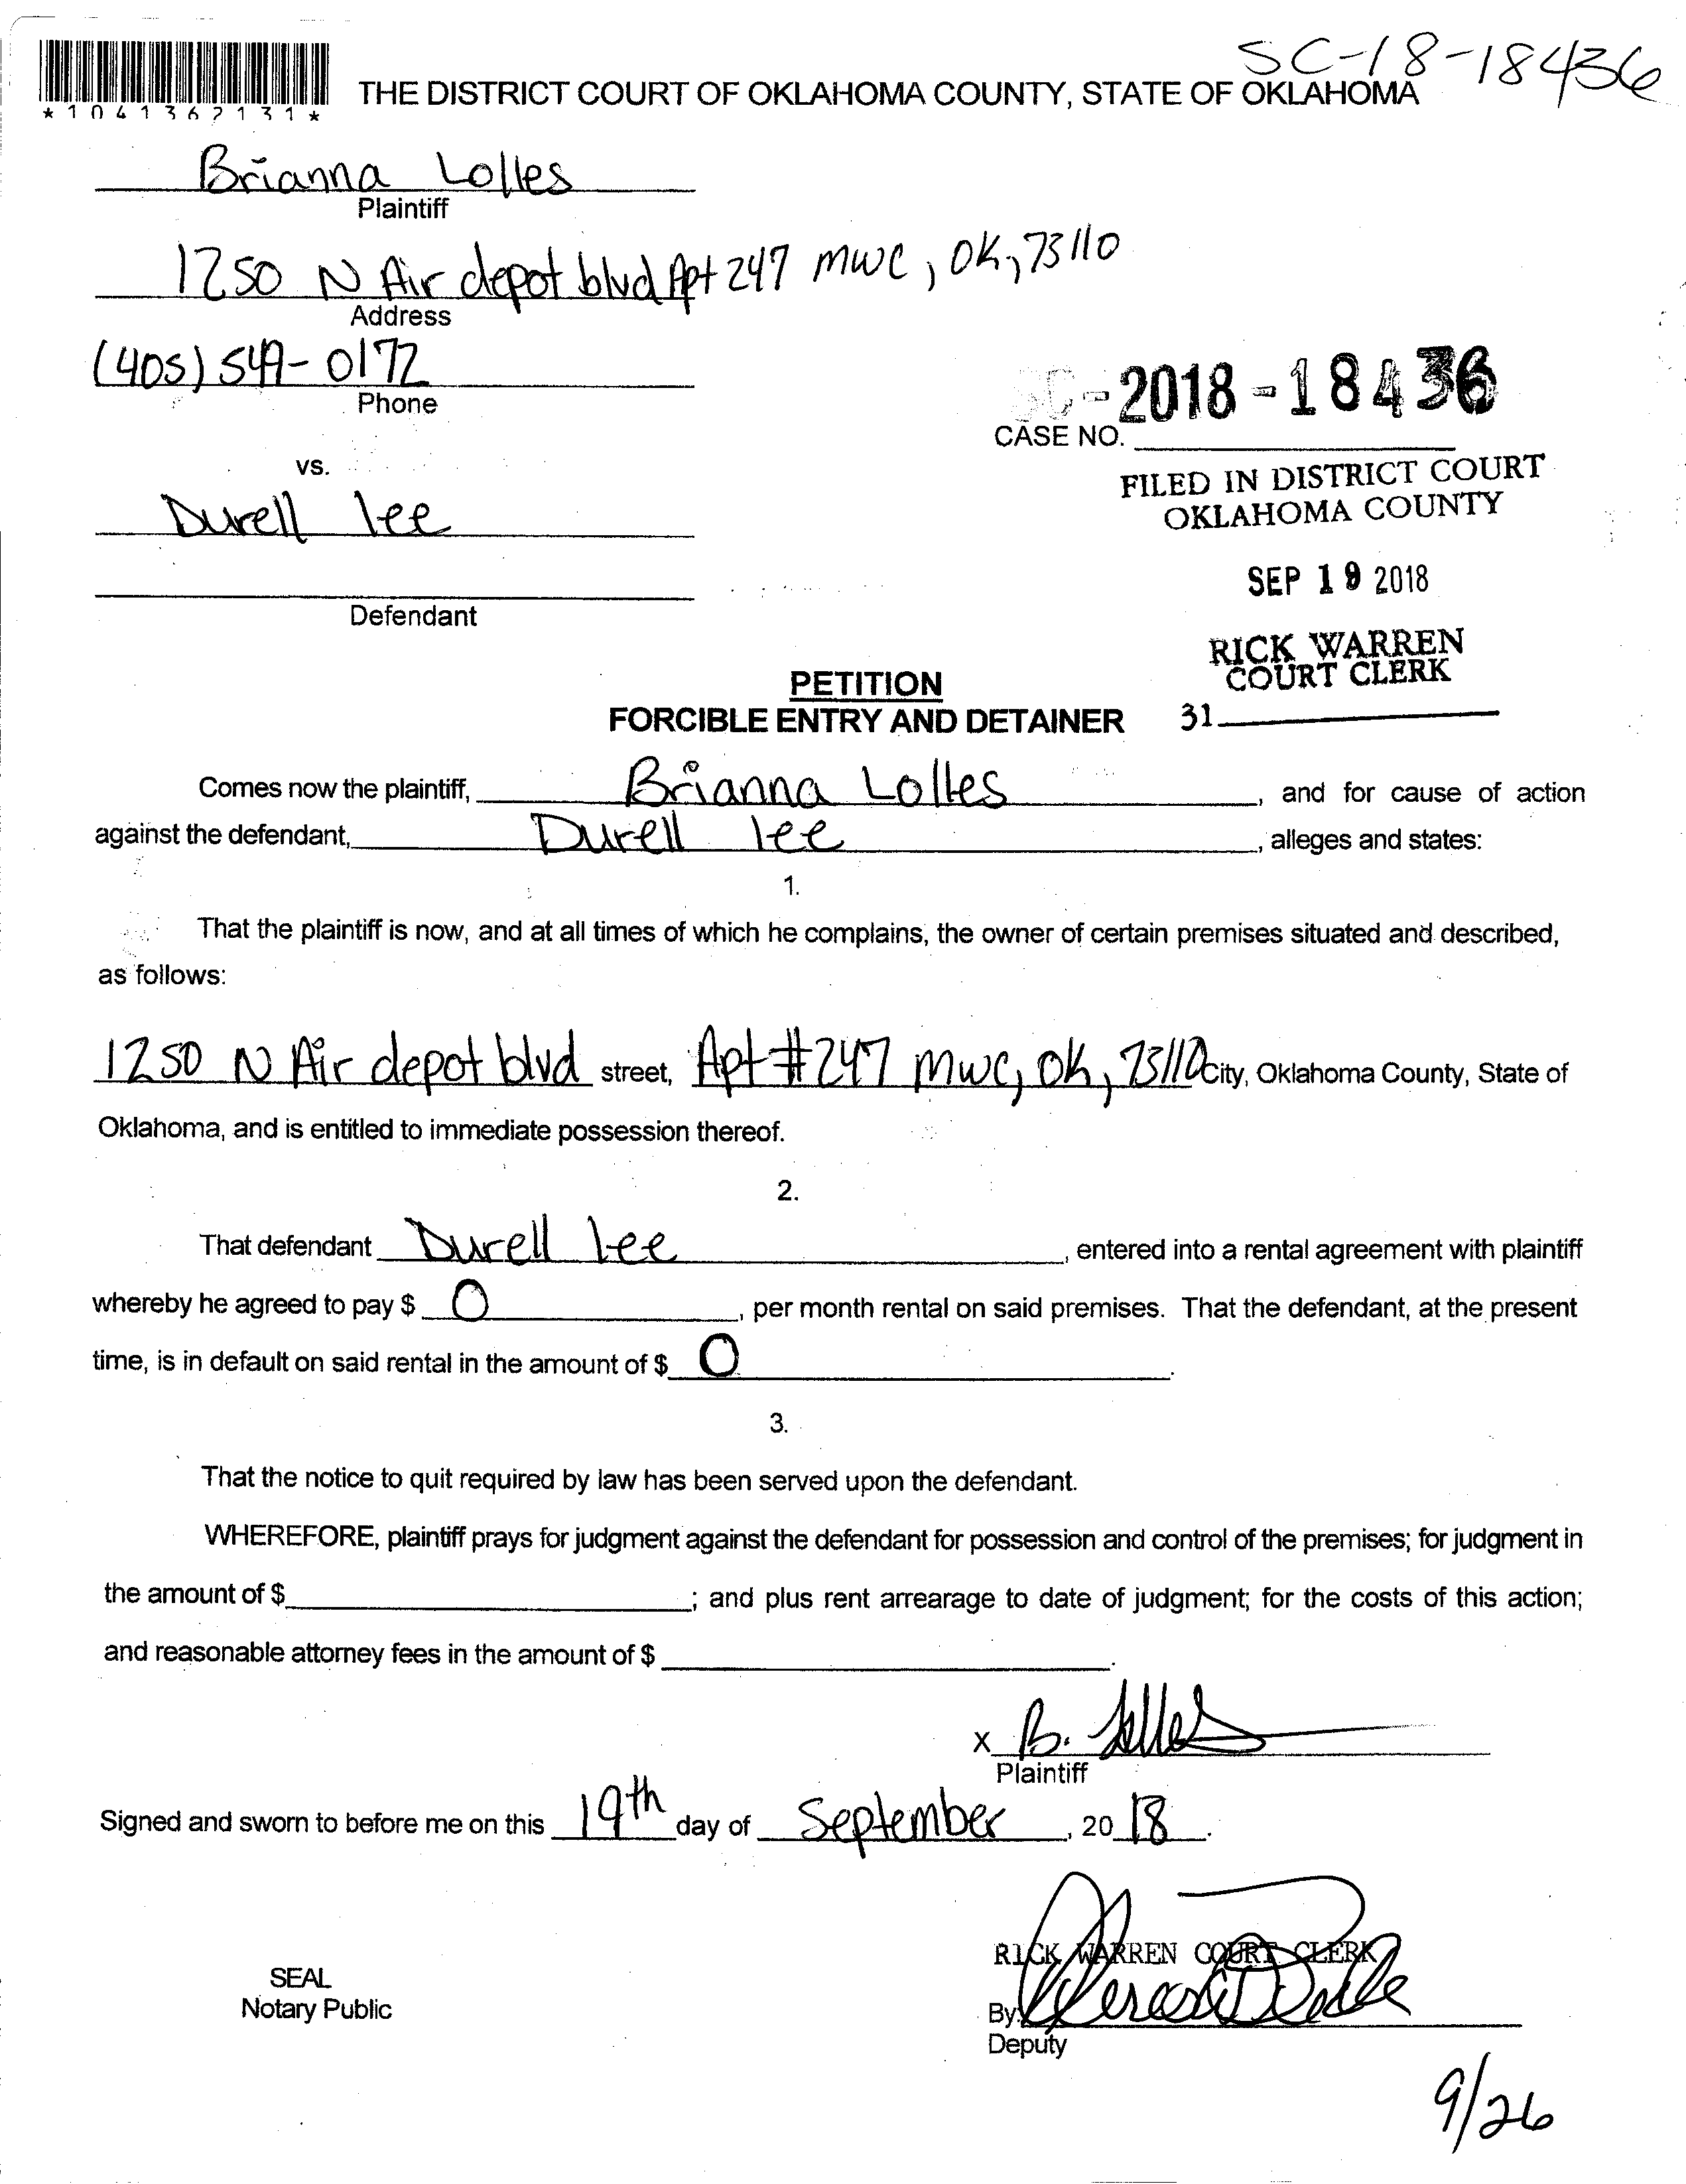 SC-18-18436
*1041362131*
THE DISTRICT COURT OF OKLAHOMA COUNTY, STATE OF OKLAHOMA
Brianna Lolles
Plaintiff
1250 N Air depot blvd Apt 247 mwc, OK, 73110
Address
(405) 549-0172
Phone
SC-2018-18436
CASE NO.
vs.
FILED IN DISTRICT COURT
OKLAHOMA COUNTY
Durell lee
SEP 19 2018
Defendant
RICK WARREN
COURT CLERK
31
PETITION
FORCIBLE ENTRY AND DETAINER
Comes now the plaintiff, Brianna Lolles, and for cause of action
against the defendant, Durell lee, alleges and states:
1.
That the plaintiff is now, and at all times of which he complains, the owner of certain premises situated and described,
as follows:
1250 N Air depot blvd street, Apt #247 mwc, ok, 73110 City, Oklahoma County, State of
Oklahoma, and is entitled to immediate possession thereof.
2.
That defendant Durell lee, entered into a rental agreement with plaintiff
whereby he agreed to pay $ 0, per month rental on said premises. That the defendant, at the present
time, is in default on said rental in the amount of $ 0.
3.
That the notice to quit required by law has been served upon the defendant.
WHEREFORE, plaintiff prays for judgment against the defendant for possession and control of the premises; for judgment in
the amount of $ ; and plus rent arrearage to date of judgment; for the costs of this action;
and reasonable attorney fees in the amount of $ .
x B. Lolles
Plaintiff
Signed and sworn to before me on this 19th day of September, 2018.
RICK WARREN COURT CLERK
SEAL
Notary Public
By:
Deputy
9/26